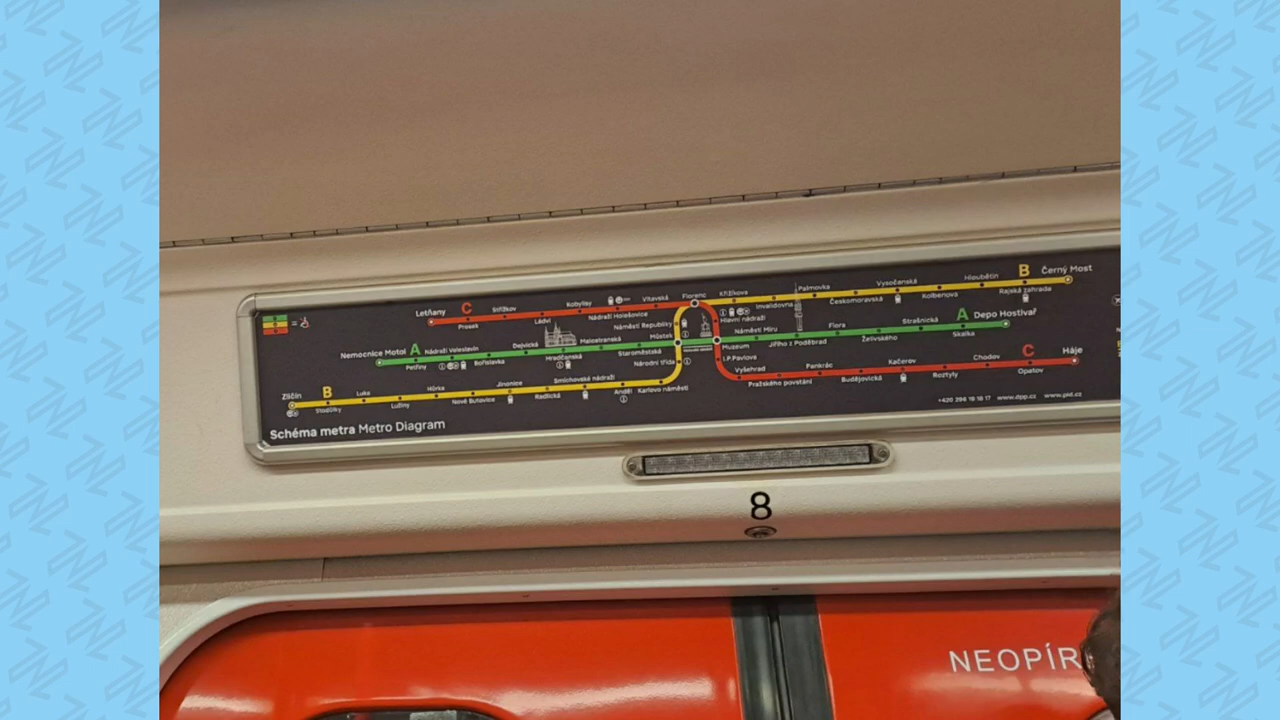 Letňany
C
Prosek
Střížkov
Ládví
Kobylisy
Nádraží Holešovice
Vltavská
Florenc
Křižíkova
Invalidovna
Palmovka
Českomoravská
Vysočanská
Kolbenova
Hloubětín
Rajská zahrada
B
Černý Most
Nemocnice Motol
A
Petřiny
Nádraží Veleslavín
Bořislavka
Dejvická
Hradčanská
Malostranská
Staroměstská
Můstek
Náměstí Republiky
Hlavní nádraží
Muzeum
Náměstí Míru
Jiřího z Poděbrad
Flora
Želivského
Strašnická
Skalka
A
Depo Hostivař
Zličín
B
Stodůlky
Luka
Lužiny
Hůrka
Nové Butovice
Jinonice
Radlická
Smíchovské nádraží
Anděl
Karlovo náměstí
Národní třída
I.P.Pavlova
Vyšehrad
Pražského povstání
Pankrác
Budějovická
Kačerov
Roztyly
Chodov
Opatov
C
Háje
Schéma metra Metro Diagram
+420 296 19 18 17 www.dpp.cz www.pid.cz
8
NEOPÍR